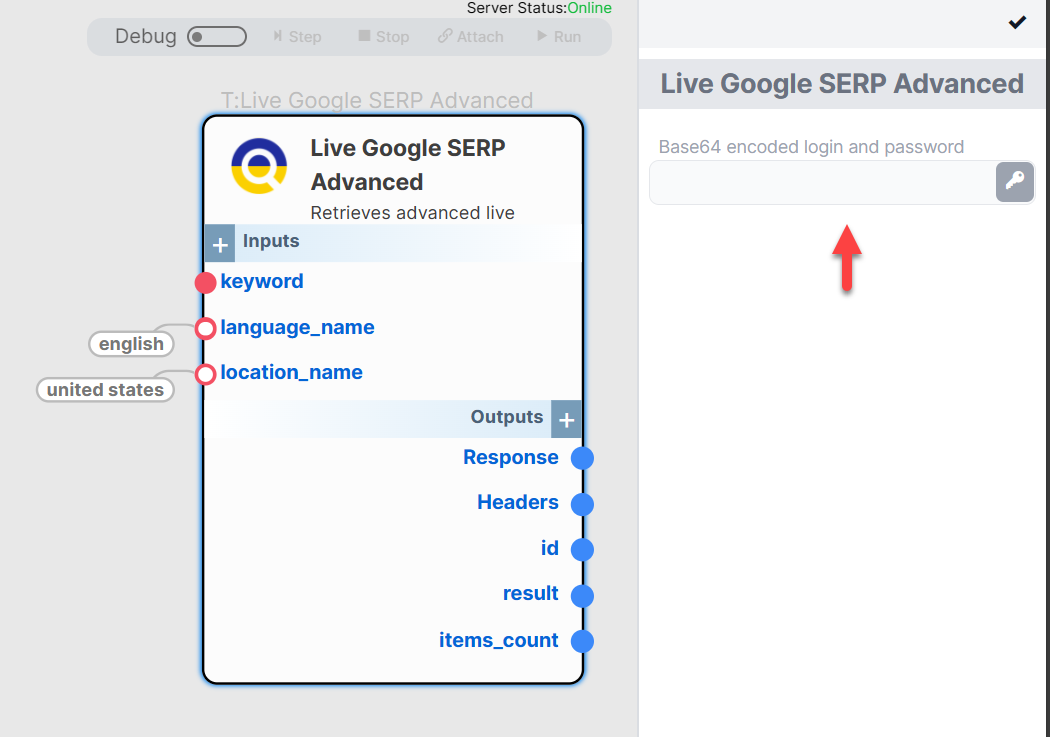 Server Status:Online
Debug
Step
Stop
Attach
Run
T:Live Google SERP Advanced
Live Google SERP
Advanced
Retrieves advanced live
Inputs
keyword
language_name
english
location_name
united states
Outputs
Response
Headers
id
result
items_count
Live Google SERP Advanced
Base64 encoded login and password